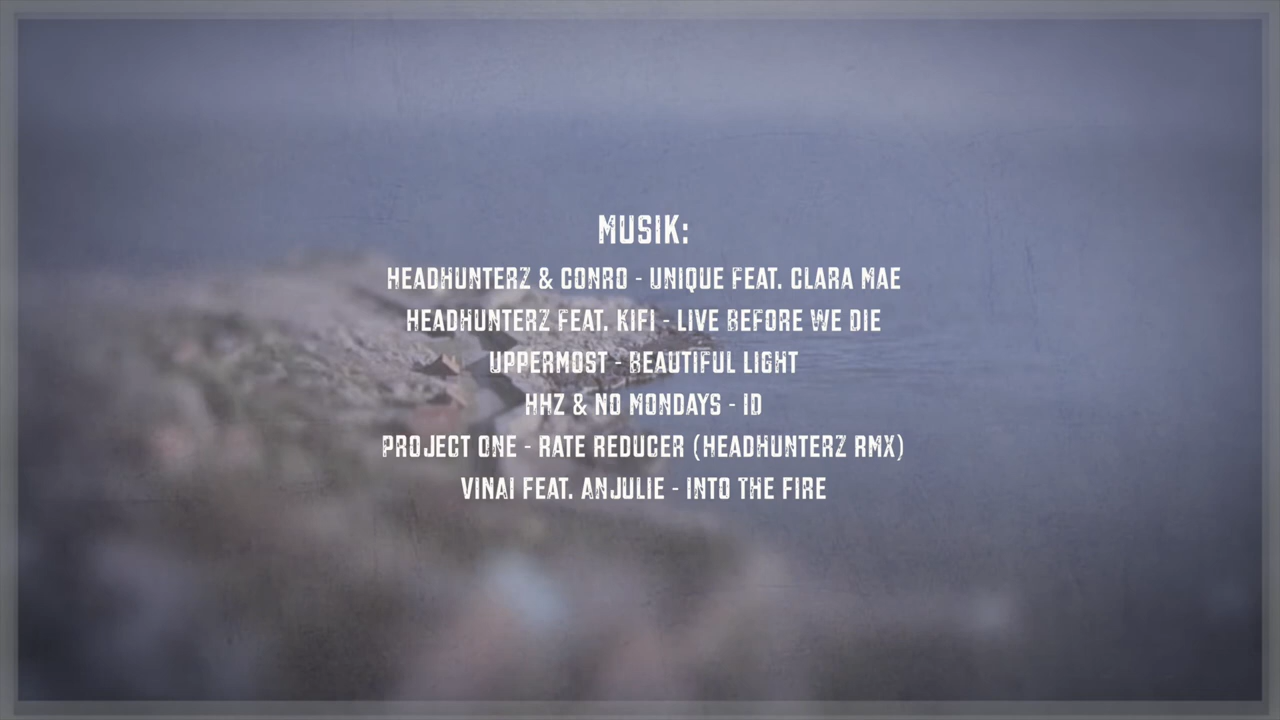 MUSIK:
HEADHUNTERZ & CONRO - UNIQUE FEAT. CLARA MAE
HEADHUNTERZ FEAT. KIFI - LIVE BEFORE WE DIE
UPPERMOST - BEAUTIFUL LIGHT
HHZ & NO MONDAYS - ID
PROJECT ONE - RATE REDUCER (HEADHUNTERZ RMX)
VINAI FEAT. ANJULIE - INTO THE FIRE